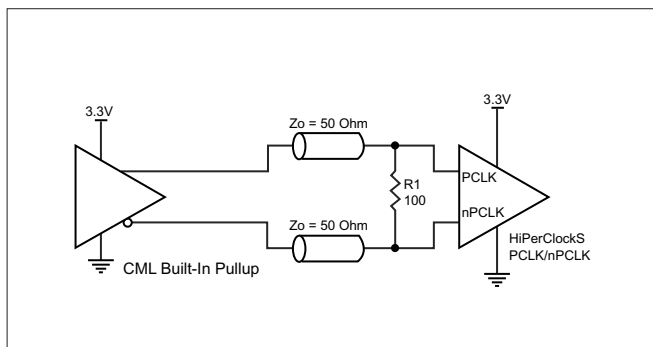 3.3V
Zo = 50 Ohm
3.3V
R1
100
PCLK
nPCLK
Zo = 50 Ohm
HiPerClockS
PCLK/nPCLK
CML Built-In Pullup